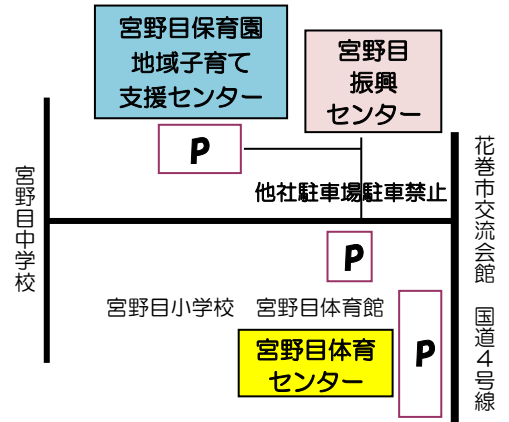 宮野目保育園
地域子育て
支援センター
宮野目
振興
センター
P
他社駐車場駐車禁止
宮野目中学校
花巻市交流会館 国道4号線
P
宮野目小学校 宮野目体育館
宮野目体育
センター
P